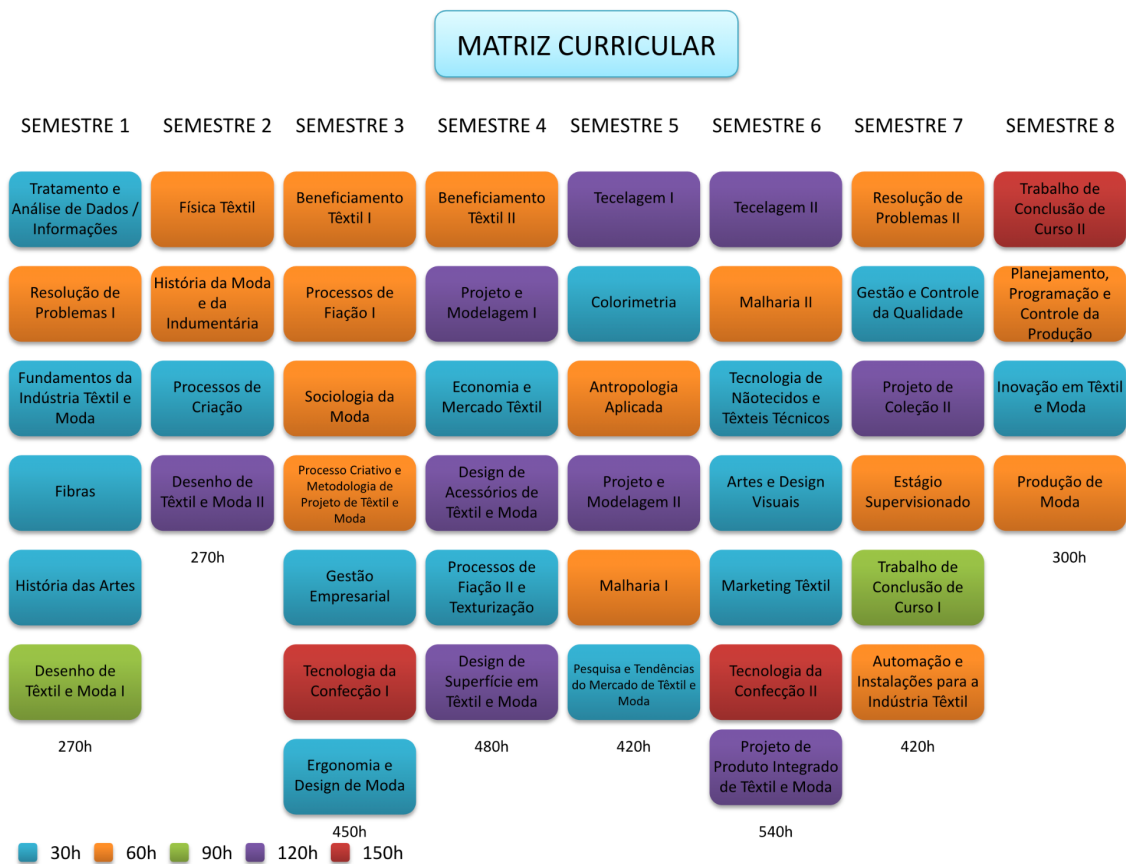 MATRIZ CURRICULAR
SEMESTRE 1
Tratamento e
Análise de Dados /
Informações
Resolução de
Problemas I
Fundamentos da
Indústria Têxtil e
Moda
Fibras
História das Artes
Desenho de
Têxtil e Moda I
270h
SEMESTRE 2
Física Têxtil
História da Moda
e da
Indumentária
Processos de
Criação
Desenho de
Têxtil e Moda II
270h
SEMESTRE 3
Beneficiamento
Têxtil I
Processos de
Fiação I
Sociologia da
Moda
Processo Criativo e
Metodologia de
Projeto de Têxtil e
Moda
Gestão
Empresarial
Tecnologia da
Confecção I
Ergonomia e
Design de Moda
450h
SEMESTRE 4
Beneficiamento
Têxtil II
Projeto e
Modelagem I
Economia e
Mercado Têxtil
Design de
Acessórios de
Têxtil e Moda
Processos de
Fiação II e
Texturização
Design de
Superfície em
Têxtil e Moda
480h
SEMESTRE 5
Tecelagem I
Colorimetria
Antropologia
Aplicada
Projeto e
Modelagem II
Malharia I
Pesquisa e Tendências
do Mercado de Têxtil e
Moda
420h
SEMESTRE 6
Tecelagem II
Malharia II
Tecnologia de
Nãotecidos e
Têxteis Técnicos
Artes e Design
Visuais
Marketing Têxtil
Tecnologia da
Confecção II
Projeto de
Produto Integrado
de Têxtil e Moda
540h
SEMESTRE 7
Resolução de
Problemas II
Gestão e Controle
da Qualidade
Projeto de
Coleção II
Estágio
Supervisionado
Trabalho de
Conclusão de
Curso I
Automação e
Instalações para a
Indústria Têxtil
420h
SEMESTRE 8
Trabalho de
Conclusão de
Curso II
Planejamento,
Programação e
Controle da
Produção
Inovação em Têxtil
e Moda
Produção de
Moda
300h
30h
60h
90h
120h
150h